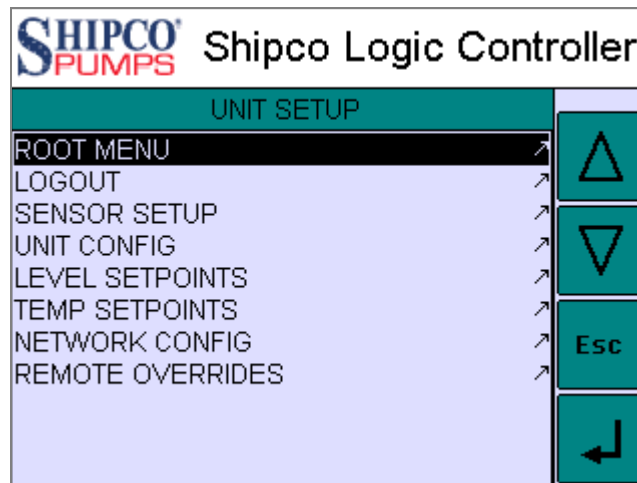 SHIPCO®
PUMPS
Shipco Logic Controller
UNIT SETUP
ROOT MENU
LOGOUT
SENSOR SETUP
UNIT CONFIG
LEVEL SETPOINTS
TEMP SETPOINTS
NETWORK CONFIG
REMOTE OVERRIDES
Esc